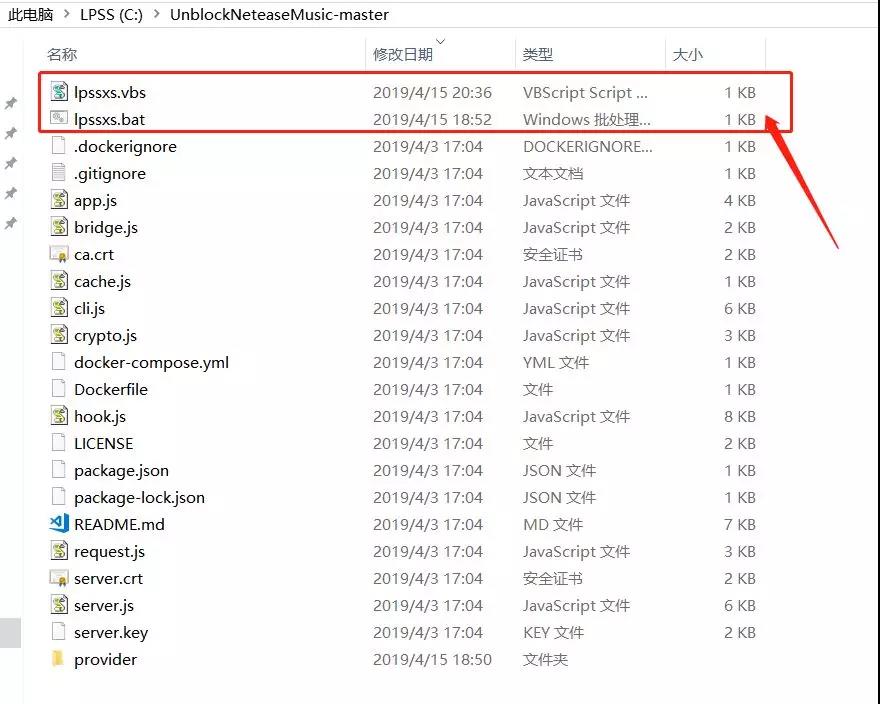 此电脑 > LPSS (C:) > UnblockNeteaseMusic-master
名称 修改日期 类型 大小
lpssxs.vbs 2019/4/15 20:36 VBScript Script ... 1 KB
lpssxs.bat 2019/4/15 18:52 Windows 批处理... 1 KB
.dockerignore 2019/4/3 17:04 DOCKERIGNORE... 1 KB
.gitignore 2019/4/3 17:04 文本文档 1 KB
app.js 2019/4/3 17:04 JavaScript 文件 4 KB
bridge.js 2019/4/3 17:04 JavaScript 文件 2 KB
ca.crt 2019/4/3 17:04 安全证书 2 KB
cache.js 2019/4/3 17:04 JavaScript 文件 1 KB
cli.js 2019/4/3 17:04 JavaScript 文件 6 KB
crypto.js 2019/4/3 17:04 JavaScript 文件 3 KB
docker-compose.yml 2019/4/3 17:04 YML 文件 1 KB
Dockerfile 2019/4/3 17:04 文件 1 KB
hook.js 2019/4/3 17:04 JavaScript 文件 8 KB
LICENSE 2019/4/3 17:04 文件 2 KB
package.json 2019/4/3 17:04 JSON 文件 1 KB
package-lock.json 2019/4/3 17:04 JSON 文件 1 KB
README.md 2019/4/3 17:04 MD 文件 7 KB
request.js 2019/4/3 17:04 JavaScript 文件 3 KB
server.crt 2019/4/3 17:04 安全证书 2 KB
server.js 2019/4/3 17:04 JavaScript 文件 6 KB
server.key 2019/4/3 17:04 KEY 文件 2 KB
provider 2019/4/15 18:50 文件夹